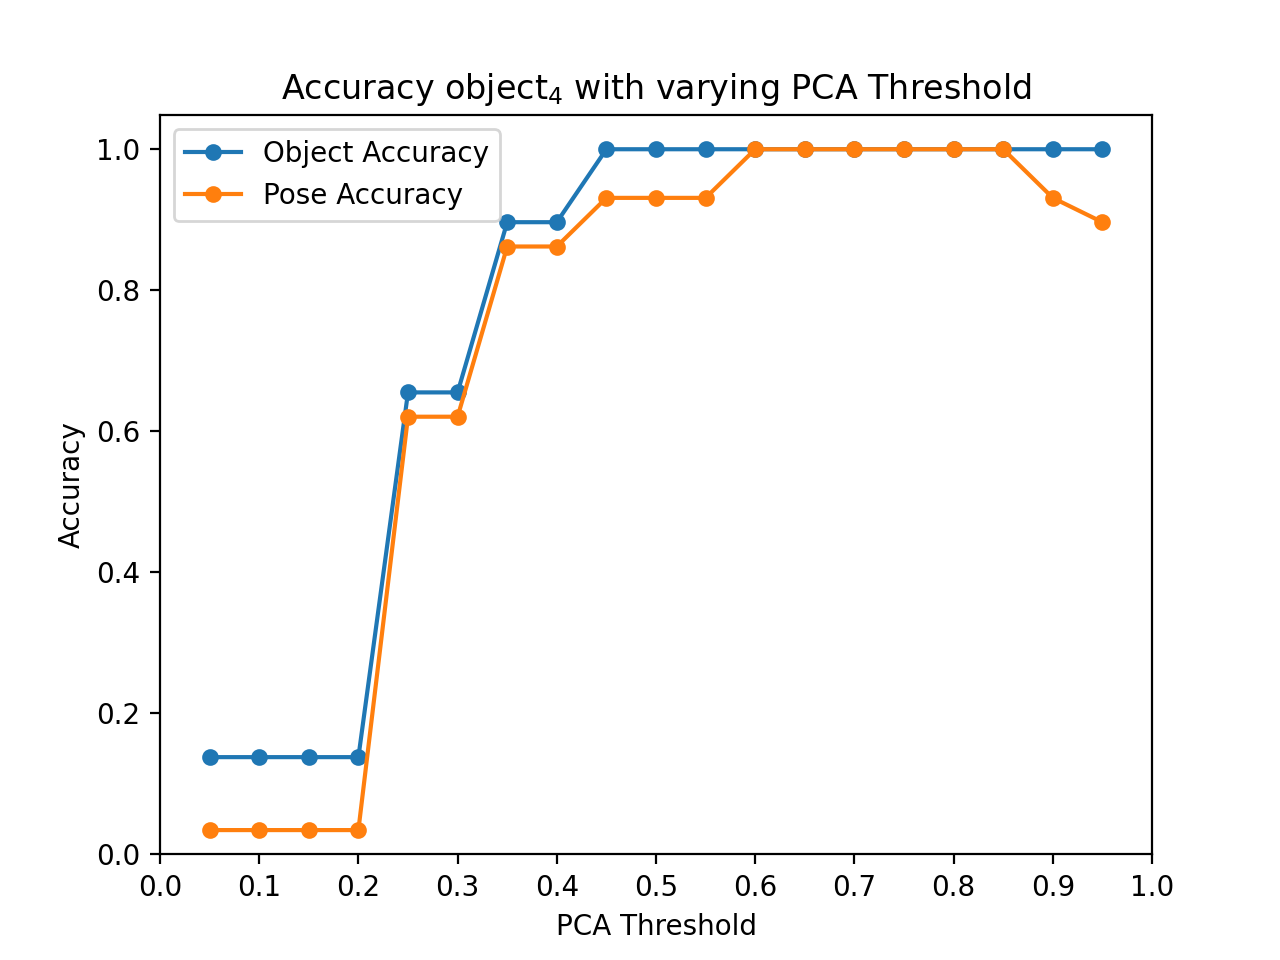 Accuracy object₄ with varying PCA Threshold
Object Accuracy
Pose Accuracy
1.0
0.8
0.6
0.4
0.2
0.0
Accuracy
0.0 0.1 0.2 0.3 0.4 0.5 0.6 0.7 0.8 0.9 1.0
PCA Threshold